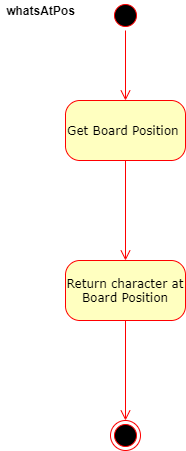 whatsAtPos
Get Board Position
Return character at
Board Position